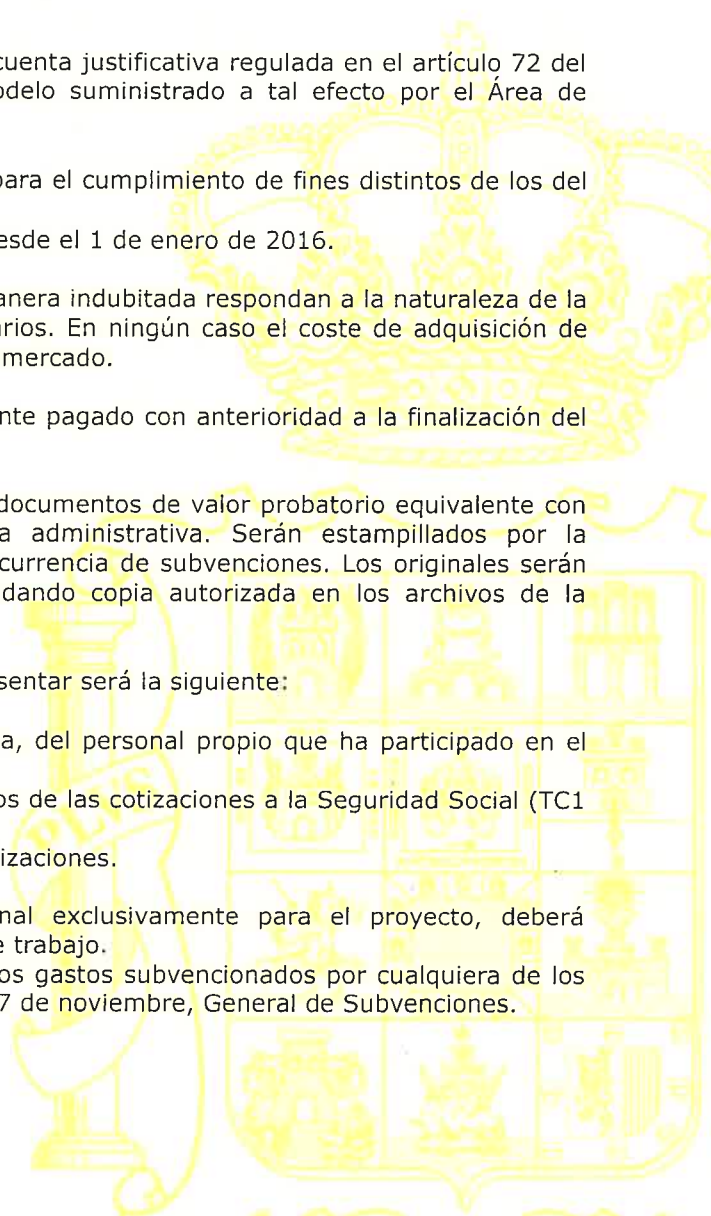 cuenta justificativa regulada en el artículo 72 del
odelo suministrado a tal efecto por el Área de
para el cumplimiento de fines distintos de los del
esde el 1 de enero de 2016.
anera indubitada respondan a la naturaleza de la
arios. En ningún caso el coste de adquisición de
mercado.
nte pagado con anterioridad a la finalización del
documentos de valor probatorio equivalente con
a administrativa. Serán estampillados por la
currencia de subvenciones. Los originales serán
dando copia autorizada en los archivos de la
sentar será la siguiente:
a, del personal propio que ha participado en el
os de las cotizaciones a la Seguridad Social (TC1
izaciones.
nal exclusivamente para el proyecto, deberá
e trabajo.
os gastos subvencionados por cualquiera de los
7 de noviembre, General de Subvenciones.
PLVS